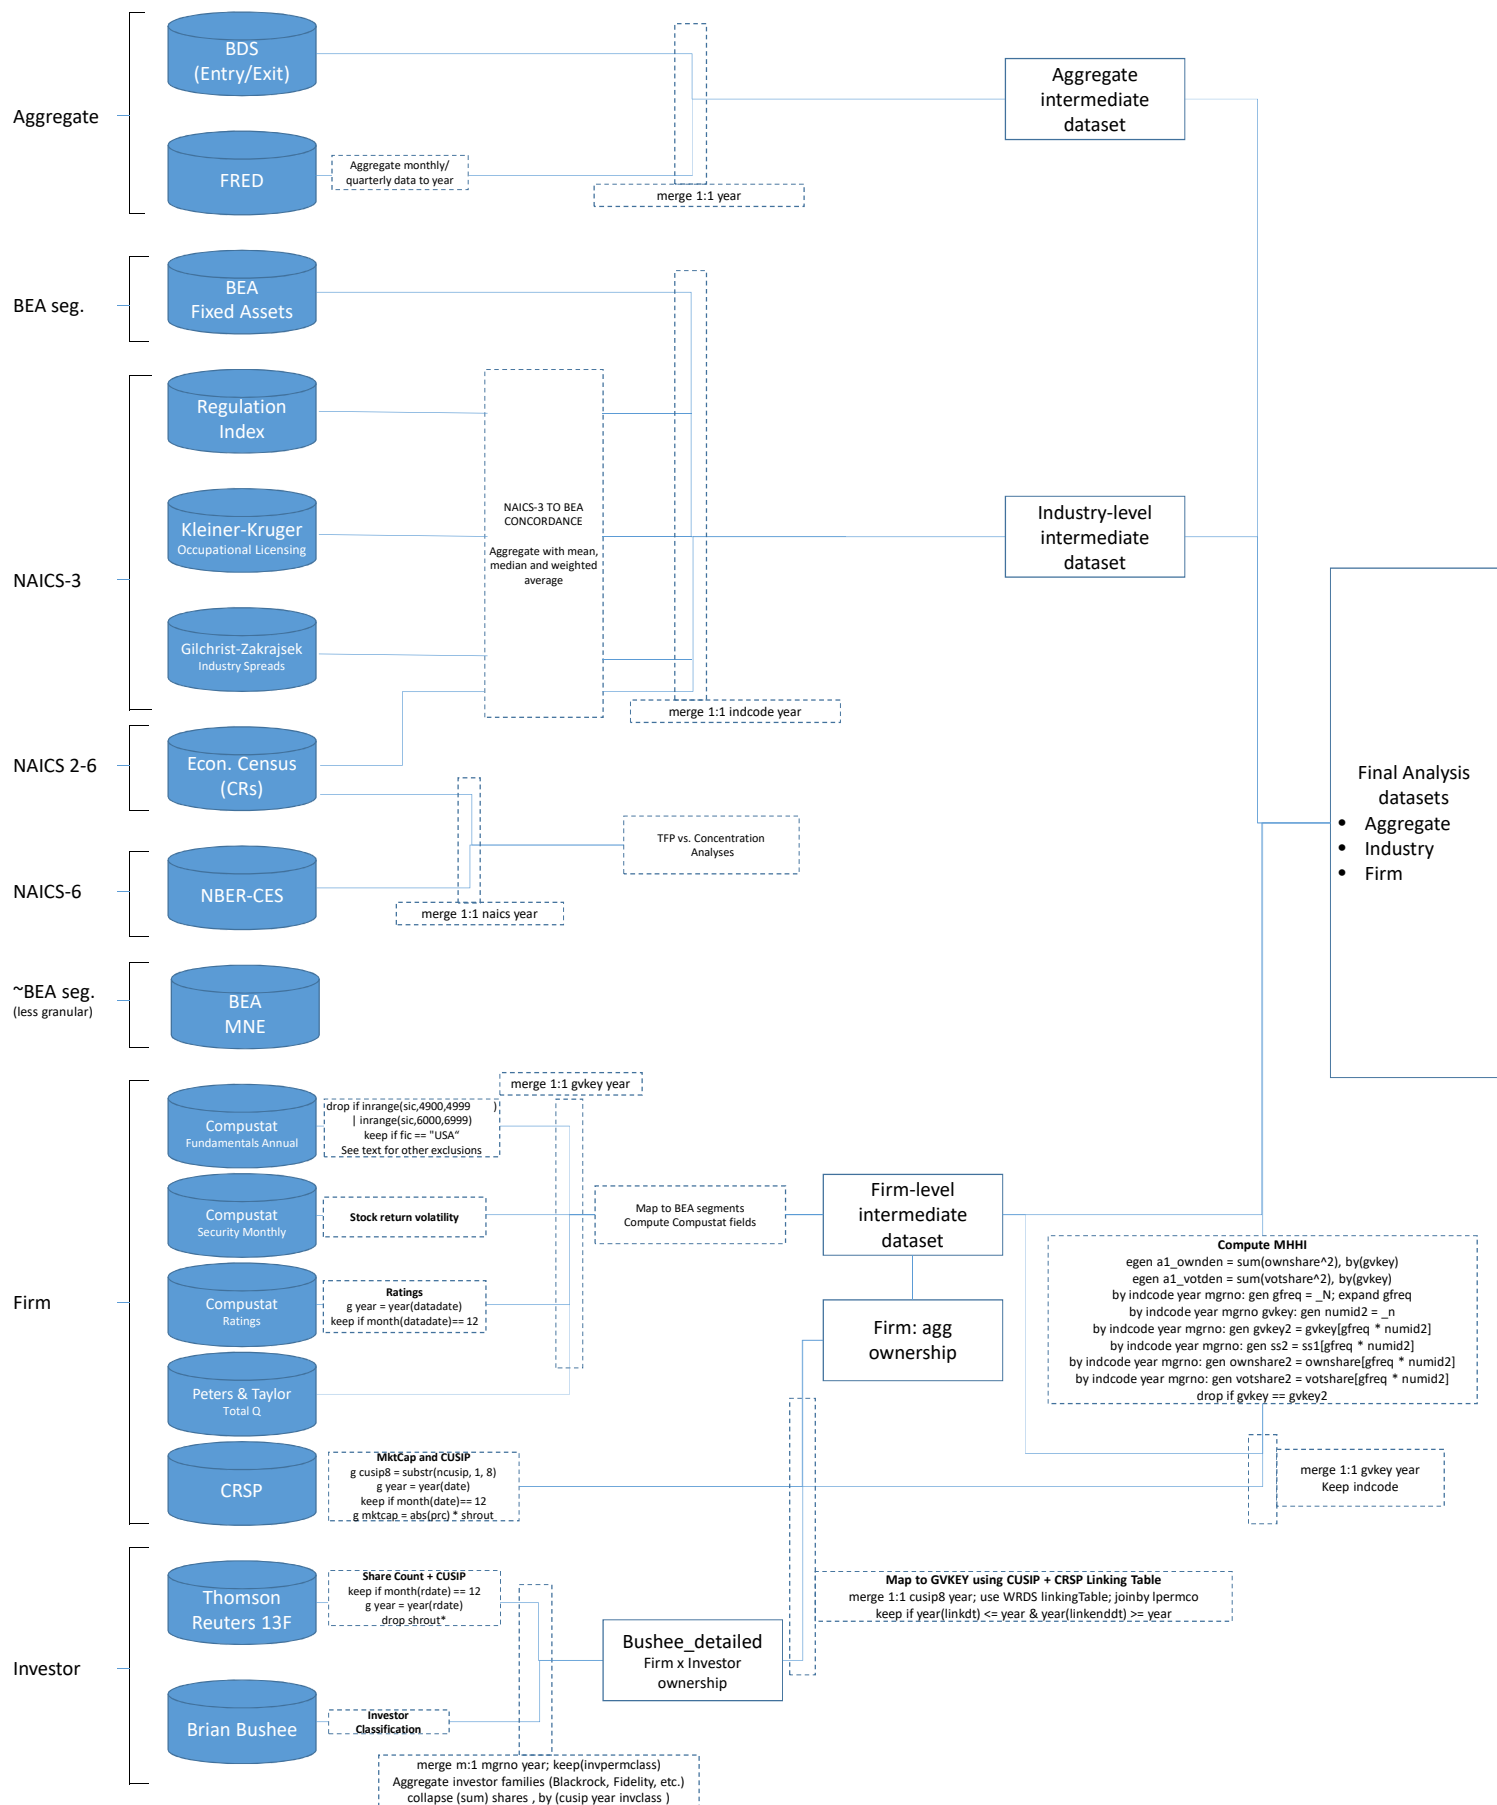 Aggregate
BDS
(Entry/Exit)
FRED
Aggregate monthly/
quarterly data to year
merge 1:1 year
Aggregate
intermediate
dataset
BEA seg.
BEA
Fixed Assets
NAICS-3
Regulation
Index
Kleiner-Kruger
Occupational Licensing
Gilchrist-Zakrajsek
Industry Spreads
NAICS-3 TO BEA
CONCORDANCE
Aggregate with mean,
median and weighted
average
merge 1:1 indcode year
Industry-level
intermediate
dataset
NAICS 2-6
Econ. Census
(CRs)
TFP vs. Concentration
Analyses
NAICS-6
NBER-CES
merge 1:1 naics year
Final Analysis
datasets
• Aggregate
• Industry
• Firm
~BEA seg.
(less granular)
BEA
MNE
Firm
Compustat
Fundamentals Annual
drop if inrange(sic,4900,4999 )
| inrange(sic,6000,6999)
keep if fic == "USA“
See text for other exclusions
merge 1:1 gvkey year
Compustat
Security Monthly
Stock return volatility
Map to BEA segments
Compute Compustat fields
Firm-level
intermediate
dataset
Compustat
Ratings
Ratings
g year = year(datadate)
keep if month(datadate)== 12
Firm: agg
ownership
Compute MHHI
egen a1_ownden = sum(ownshare^2), by(gvkey)
egen a1_votden = sum(votshare^2), by(gvkey)
by indcode year mgrno: gen gfreq = _N; expand gfreq
by indcode year mgrno gvkey: gen numid2 = _n
by indcode year mgrno: gen gvkey2 = gvkey[gfreq * numid2]
by indcode year mgrno: gen ss2 = ss1[gfreq * numid2]
by indcode year mgrno: gen ownshare2 = ownshare[gfreq * numid2]
by indcode year mgrno: gen votshare2 = votshare[gfreq * numid2]
drop if gvkey == gvkey2
Peters & Taylor
Total Q
CRSP
MktCap and CUSIP
g cusip8 = substr(ncusip, 1, 8)
g year = year(date)
keep if month(date)== 12
g mktcap = abs(prc) * shrout
merge 1:1 gvkey year
Keep indcode
Investor
Thomson
Reuters 13F
Share Count + CUSIP
keep if month(rdate) == 12
g year = year(rdate)
drop shrout*
Map to GVKEY using CUSIP + CRSP Linking Table
merge 1:1 cusip8 year; use WRDS linkingTable; joinby lpermco
keep if year(linkdt) <= year & year(linkenddt) >= year
Bushee_detailed
Firm x Investor
ownership
Brian Bushee
Investor
Classification
merge m:1 mgrno year; keep(invpermclass)
Aggregate investor families (Blackrock, Fidelity, etc.)
collapse (sum) shares , by (cusip year invclass )